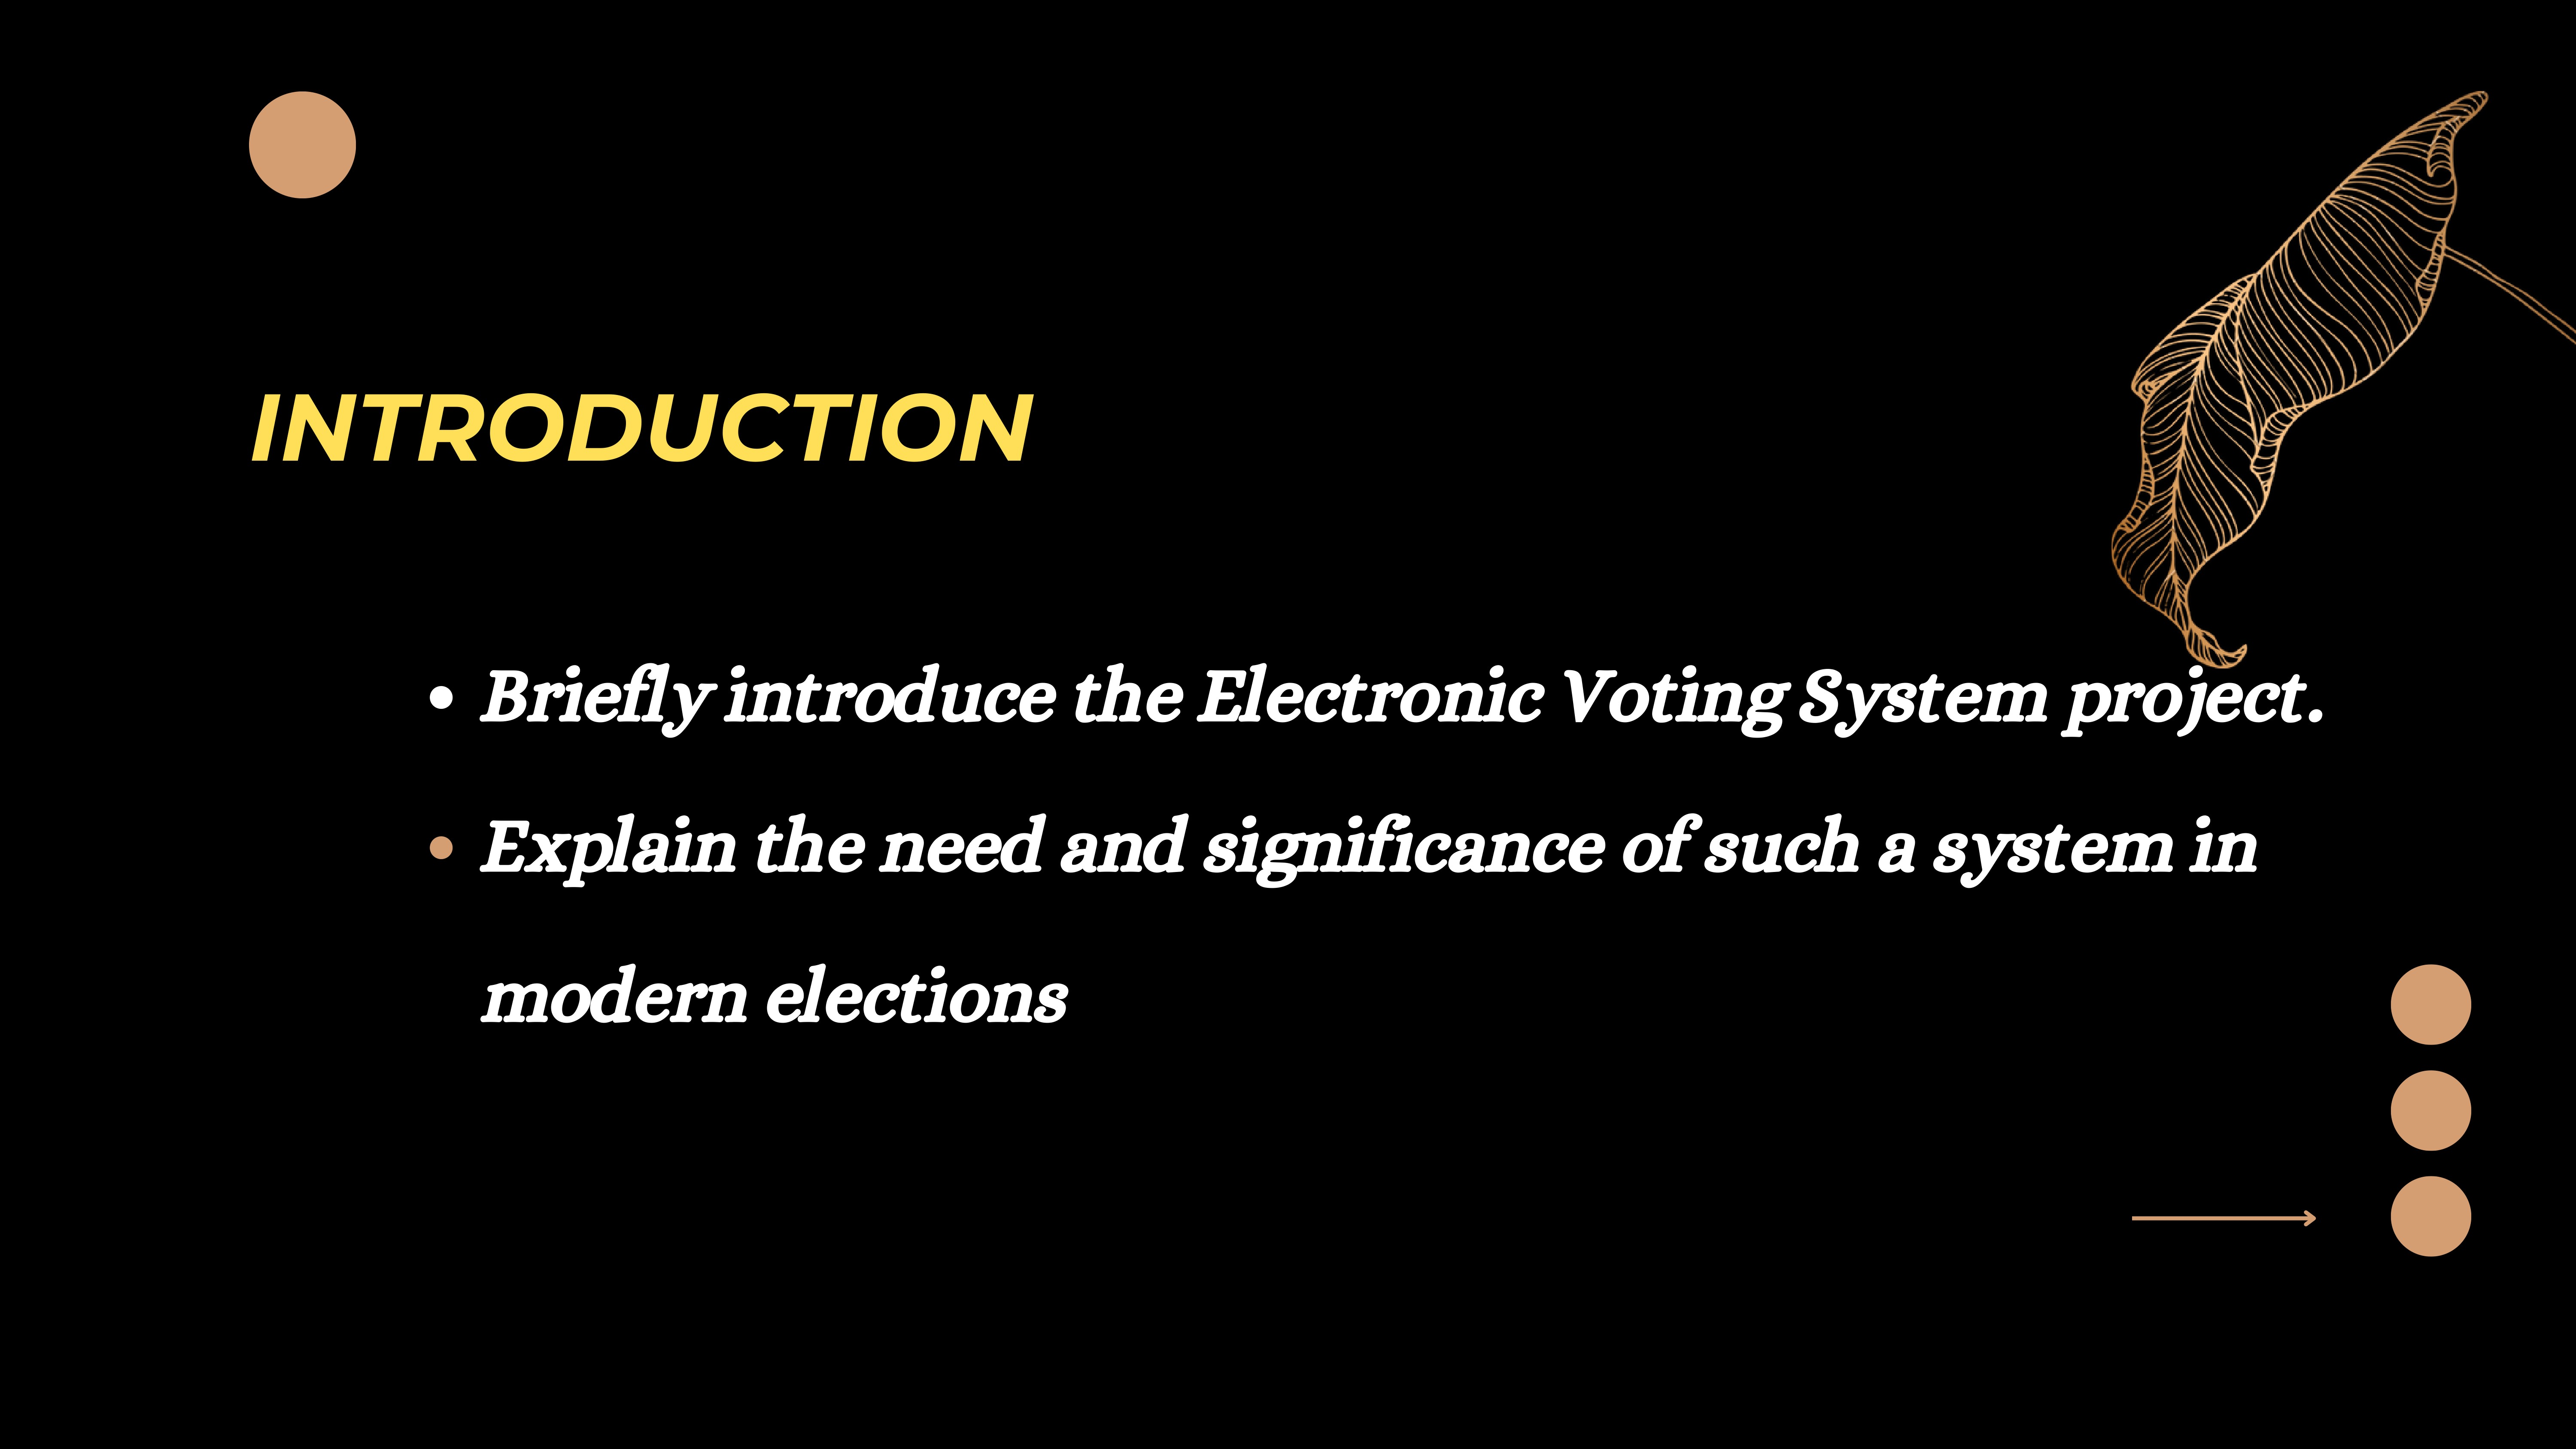 INTRODUCTION
• Briefly introduce the Electronic Voting System project.
• Explain the need and significance of such a system in
modern elections